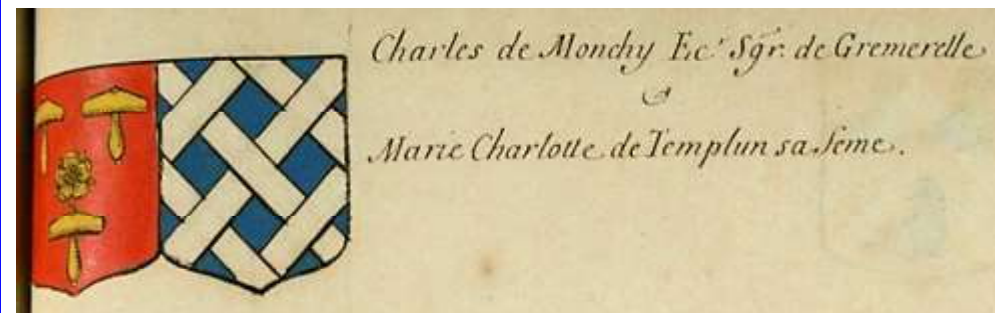 Charles de Monchy Ec.r Sgr. de Gremerelle
&
Marie Charlotte de Templun sa feme.